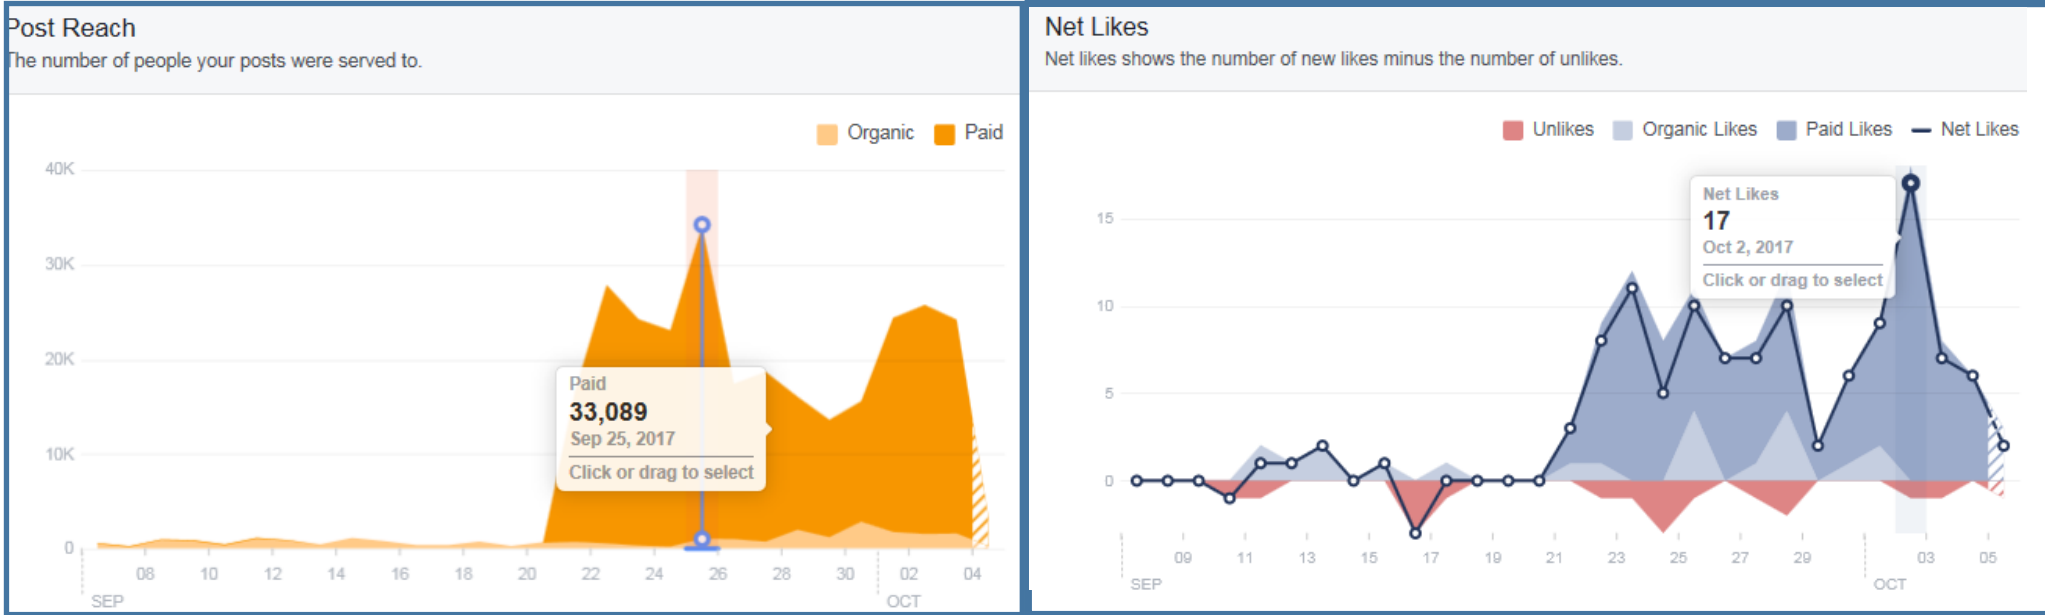 Post Reach
The number of people your posts were served to.
Organic Paid
40K
30K
20K
10K
0
Paid
33,089
Sep 25, 2017
Click or drag to select
08 10 12 14 16 18 20 22 24 26 28 30 02 04
SEP OCT
Net Likes
Net likes shows the number of new likes minus the number of unlikes.
Unlikes Organic Likes Paid Likes Net Likes
15
10
5
0
Net Likes
17
Oct 2, 2017
Click or drag to select
09 11 13 15 17 19 21 23 25 27 29 03 05
SEP OCT